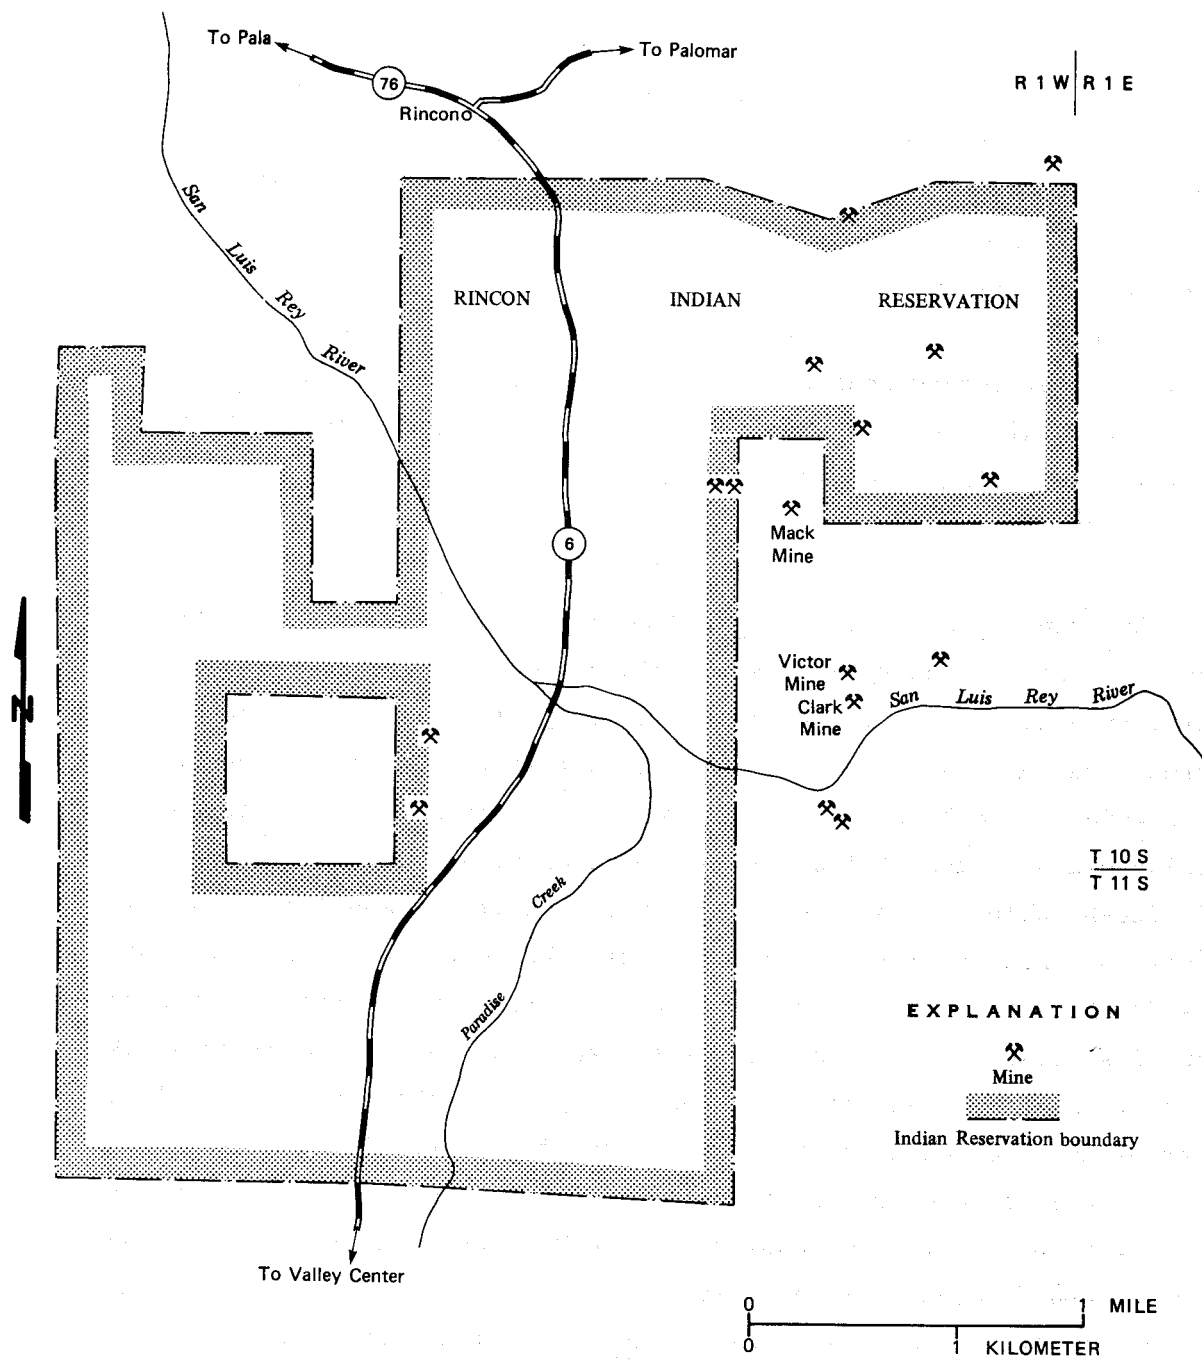 To Pala
To Palomar
76
Rincon
R 1 W R 1 E
San
Luis
Rey
River
RINCON INDIAN RESERVATION
Mack
Mine
6
N
Victor
Mine
Clark
Mine
San Luis Rey River
Creek
Paradise
T 10 S
T 11 S
EXPLANATION
Mine
Indian Reservation boundary
To Valley Center
0 1 MILE
0 1 KILOMETER